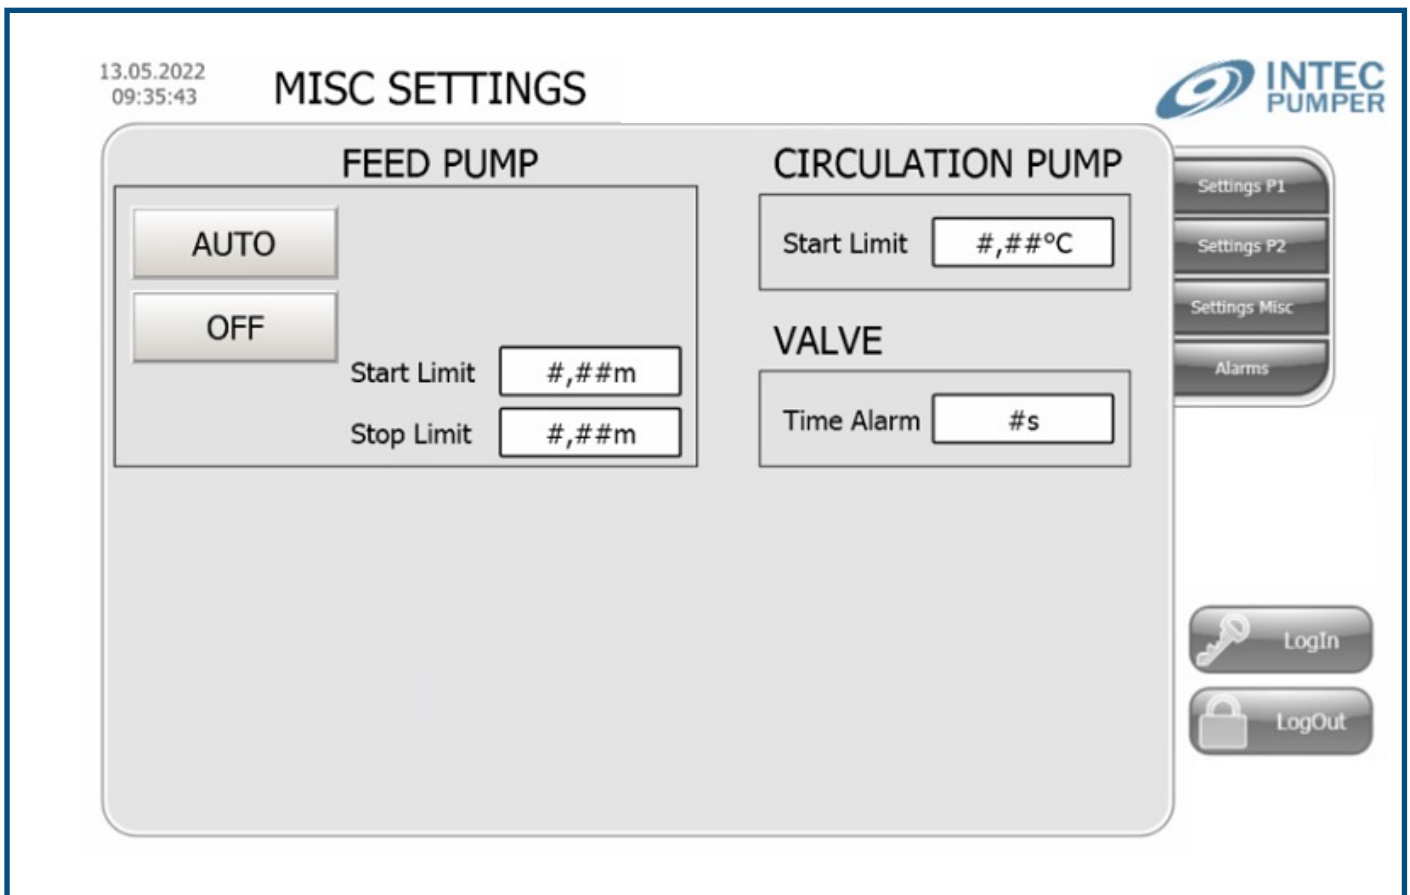 13.05.2022
09:35:43
MISC SETTINGS
INTEC
PUMPER
FEED PUMP
AUTO
OFF
Start Limit #,##m
Stop Limit #,##m
CIRCULATION PUMP
Start Limit #,##°C
VALVE
Time Alarm #s
Settings P1
Settings P2
Settings Misc
Alarms
LogIn
LogOut